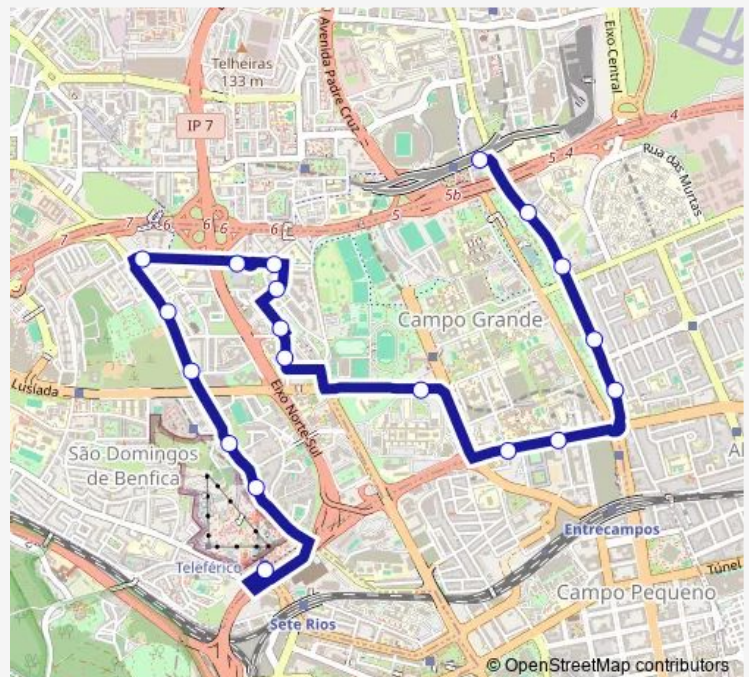 Telheiras
133 m
Avenida Padre Cruz
Eixo Central
IP 7
4
5 4
Rua das Murtas
5b
5
6
6
6
6
7
7
Campo Grande
Lusíada
Eixo Norte-Sul
São Domingos
de Benfica
Entrecampos
Teleférico
Túnel
Campo Pequeno
Sete Rios
© OpenStreetMap contributors